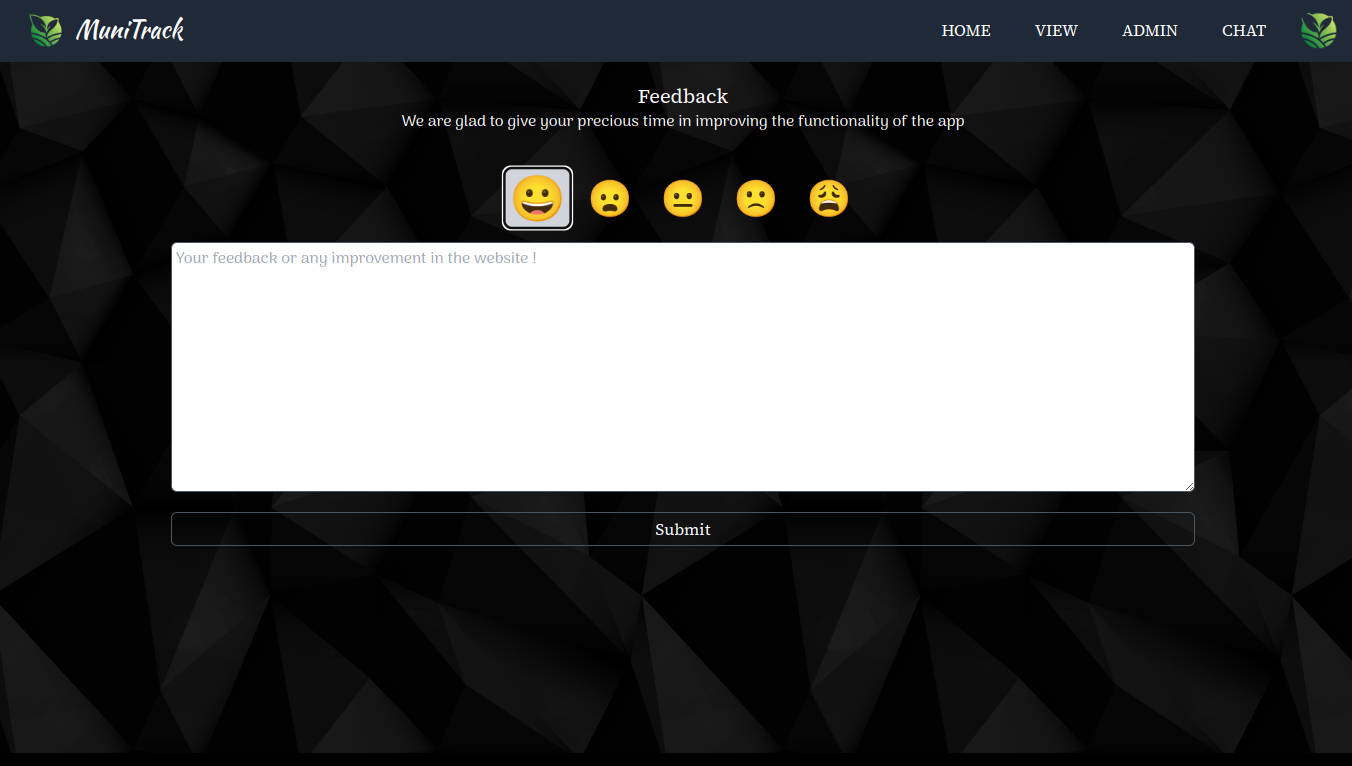 MuniTrack
HOME VIEW ADMIN CHAT
Feedback
We are glad to give your precious time in improving the functionality of the app
Your feedback or any improvement in the website !
Submit